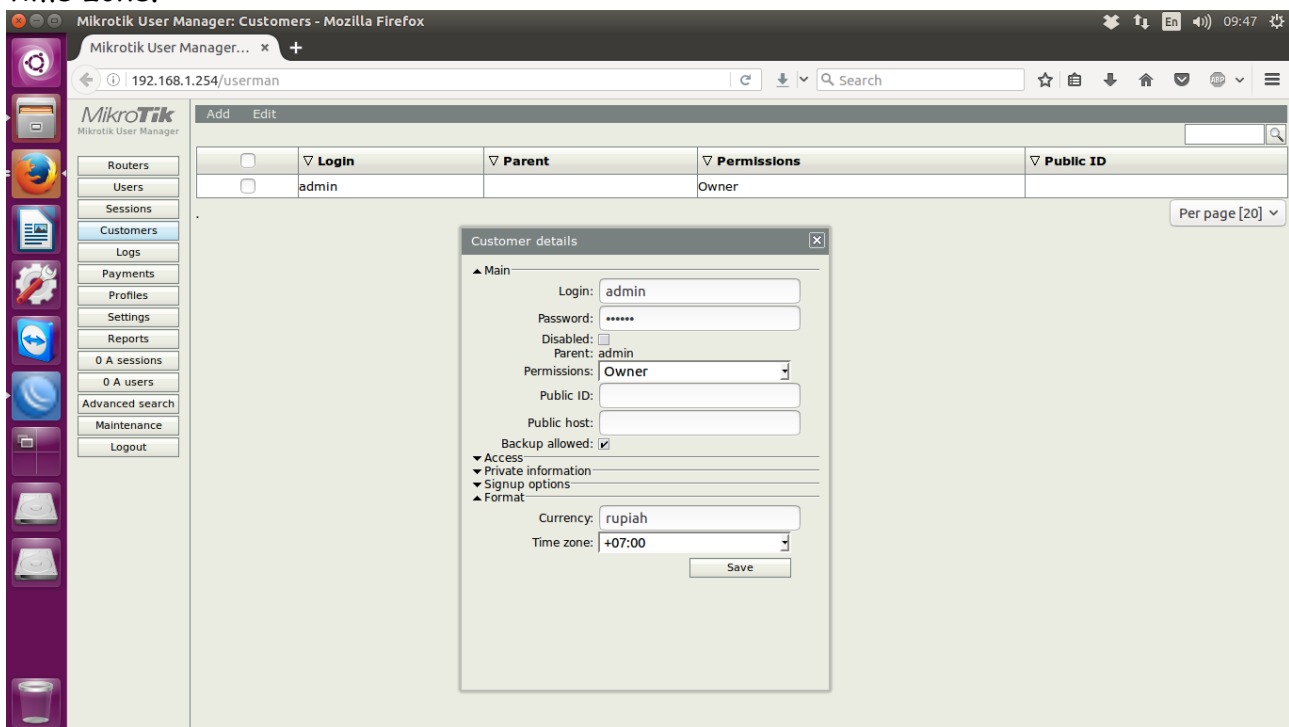 Time zone.
Mikrotik User Manager: Customers - Mozilla Firefox
En
09:47
Mikrotik User Manager... × +
192.168.1.254/userman
Search
ABP
MikroTik
Mikrotik User Manager
Add Edit
Routers
Users
Sessions
Customers
Logs
Payments
Profiles
Settings
Reports
0 A sessions
0 A users
Advanced search
Maintenance
Logout
▽ Login ▽ Parent ▽ Permissions ▽ Public ID
admin Owner
.
Per page [20]
Customer details
▲ Main
Login: admin
Password: ••••••
Disabled:
Parent: admin
Permissions: Owner
Public ID:
Public host:
Backup allowed:
▼ Access
▼ Private information
▼ Signup options
▲ Format
Currency: rupiah
Time zone: +07:00
Save